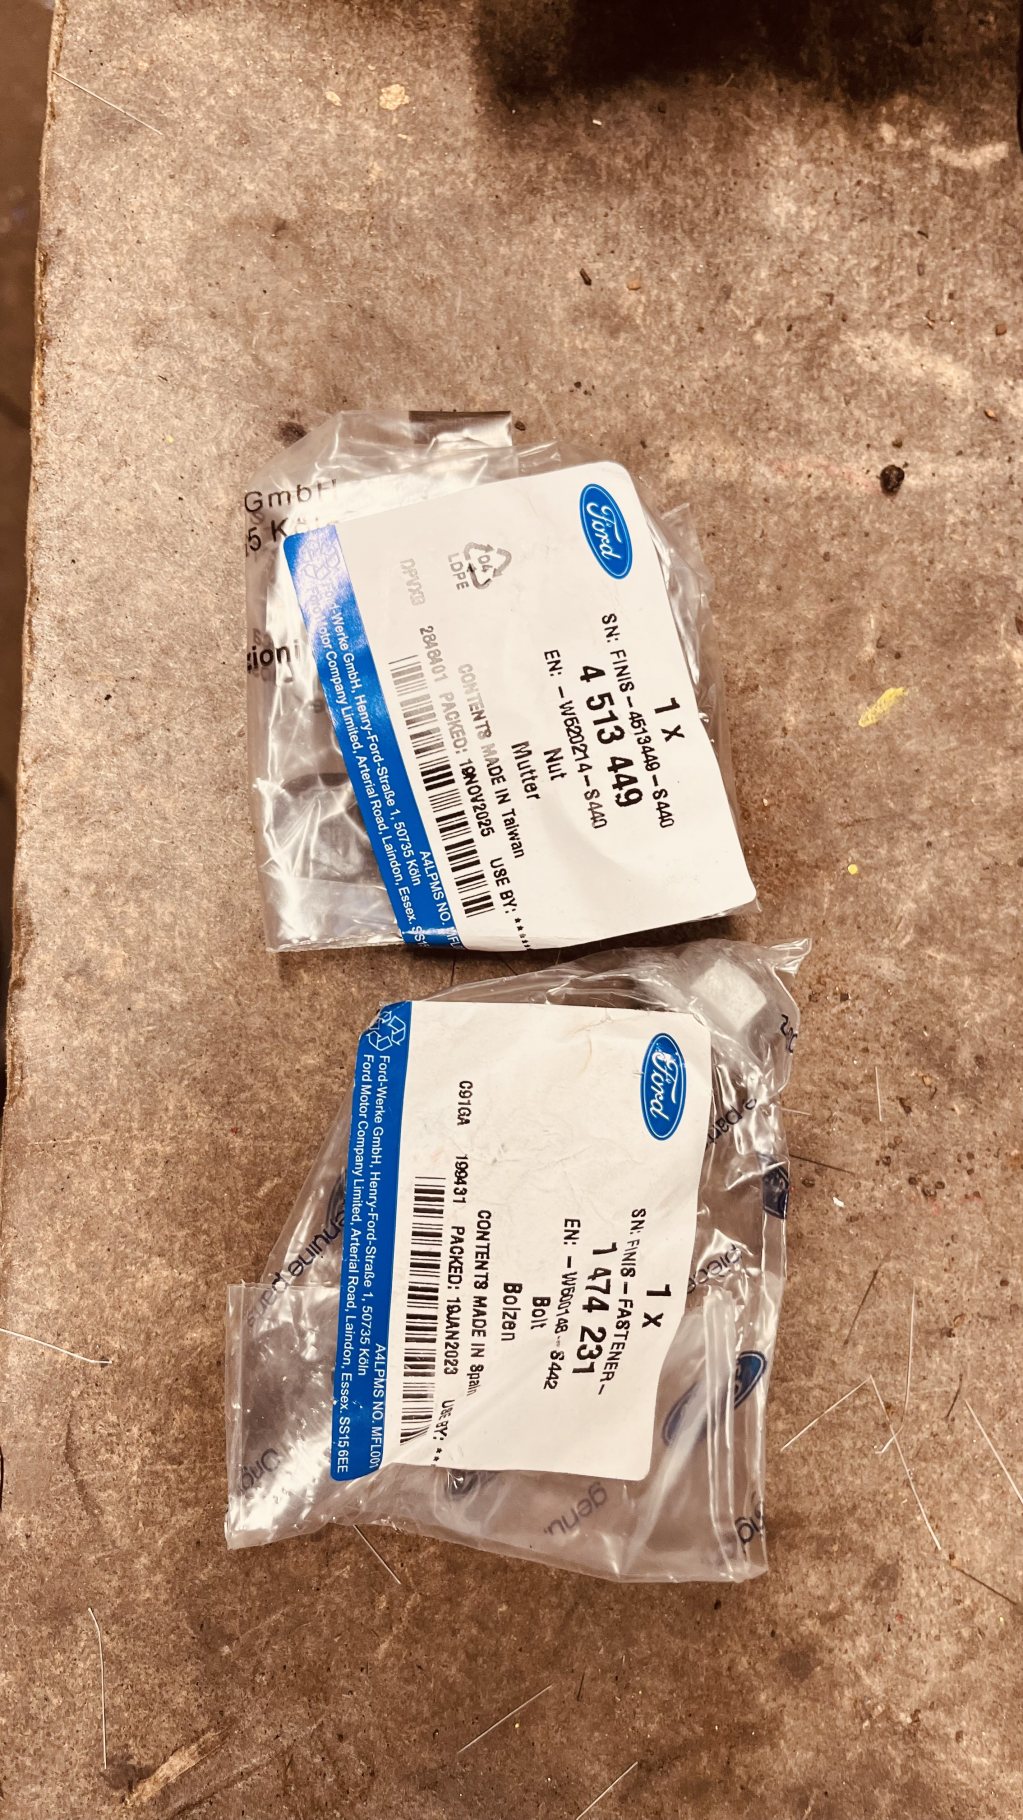 GmbH
Ford
1 X
SN: FINIS-4513449-S440
4 513 449
EN: -W520214-S440
Nut
Mutter
CONTENTS MADE IN Taiwan
04
LDPE
2848401 PACKED: 19NOV2025 USE BY: *****
Ford-Werke GmbH, Henry-Ford-Straße 1, 50735 Köln
Ford Motor Company Limited, Arterial Road, Laindon, Essex.
A4LPMS NO.
Ford
1 X
SN: FINIS-FASTENER-
1 474 231
EN: -W500148-S442
Bolt
Bolzen
CONTENTS MADE IN Spain
C91GA 199431 PACKED: 19JAN2023 USE BY: **
A4LPMS NO. MFL001
Ford-Werke GmbH, Henry-Ford-Straße 1, 50735 Köln
Ford Motor Company Limited, Arterial Road, Laindon, Essex. SS15 6EE